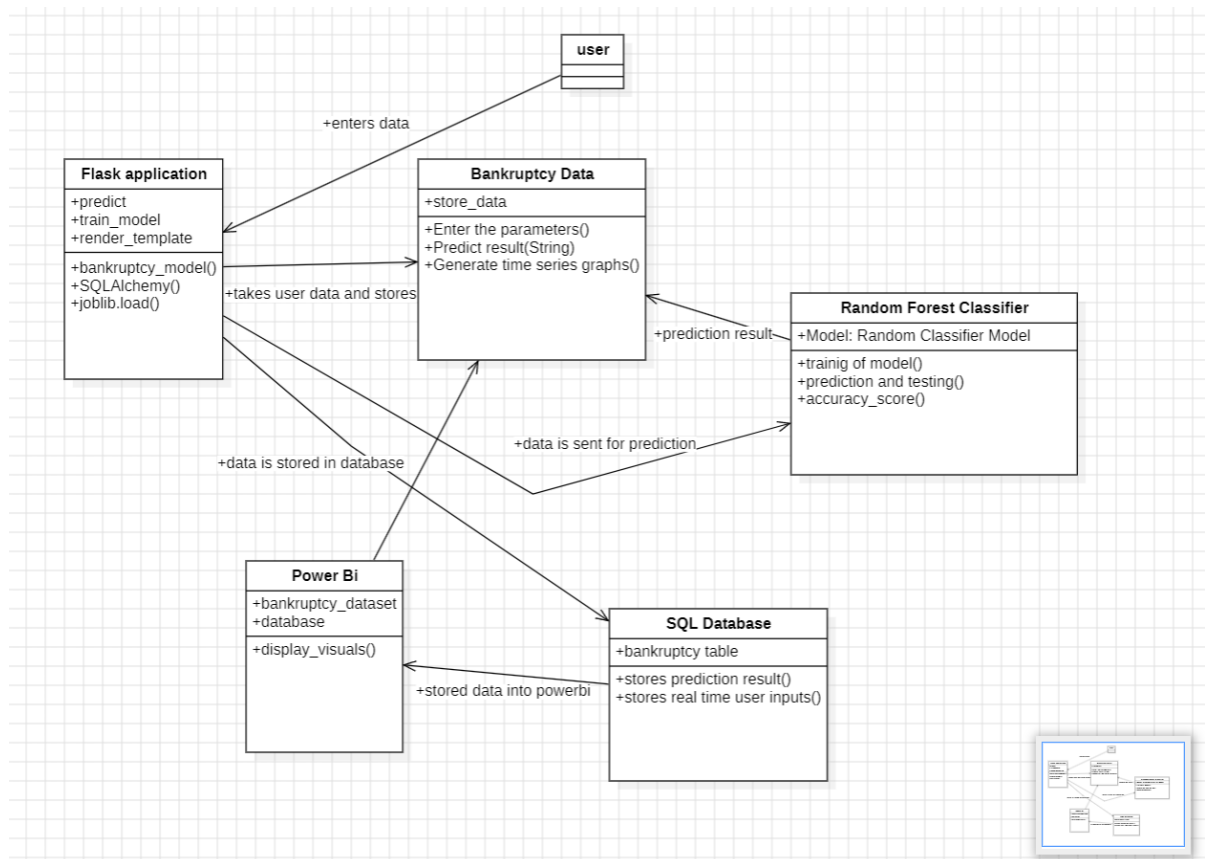 user
+enters data
Flask application
+predict
+train_model
+render_template
+bankruptcy_model()
+SQLAlchemy()
+joblib.load()
Bankruptcy Data
+store_data
+Enter the parameters()
+Predict result(String)
+Generate time series graphs()
+takes user data and stores
Random Forest Classifier
+Model: Random Classifier Model
+trainig of model()
+prediction and testing()
+accuracy_score()
+prediction result
+data is sent for prediction
+data is stored in database
Power Bi
+bankruptcy_dataset
+database
+display_visuals()
SQL Database
+bankruptcy table
+stores prediction result()
+stores real time user inputs()
+stored data into powerbi